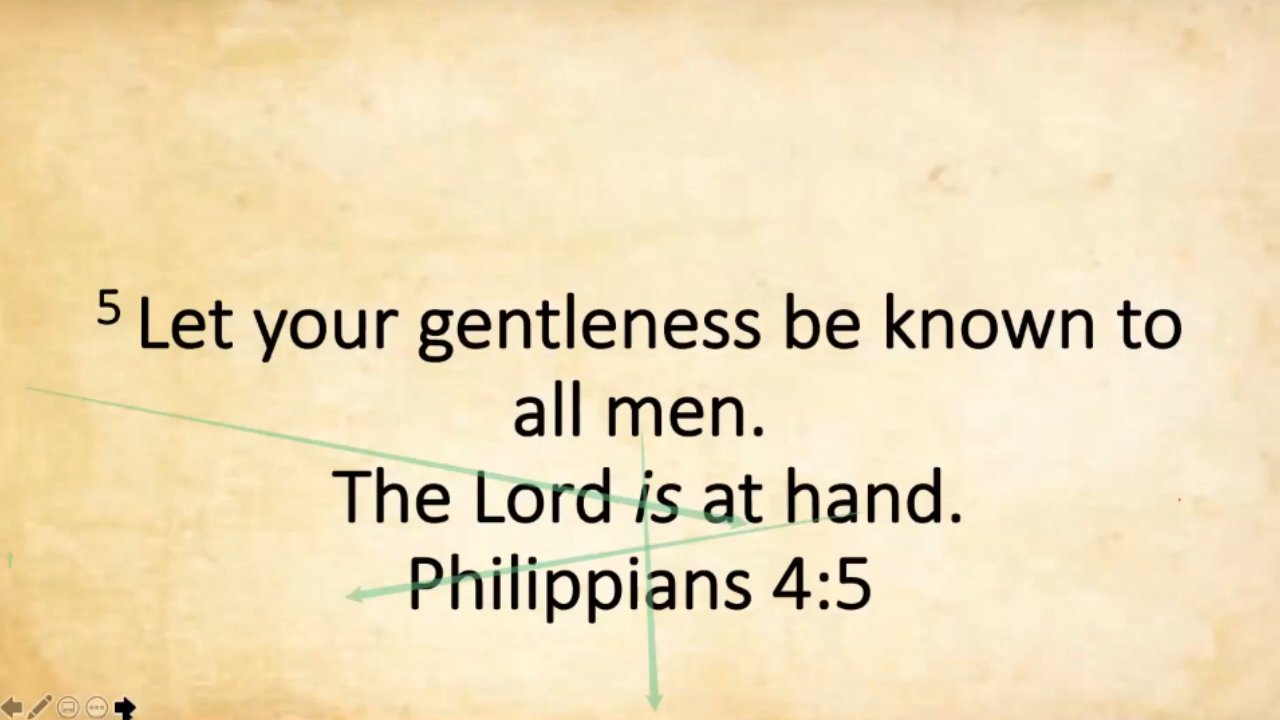 5 Let your gentleness be known to
all men.
The Lord is at hand.
Philippians 4:5